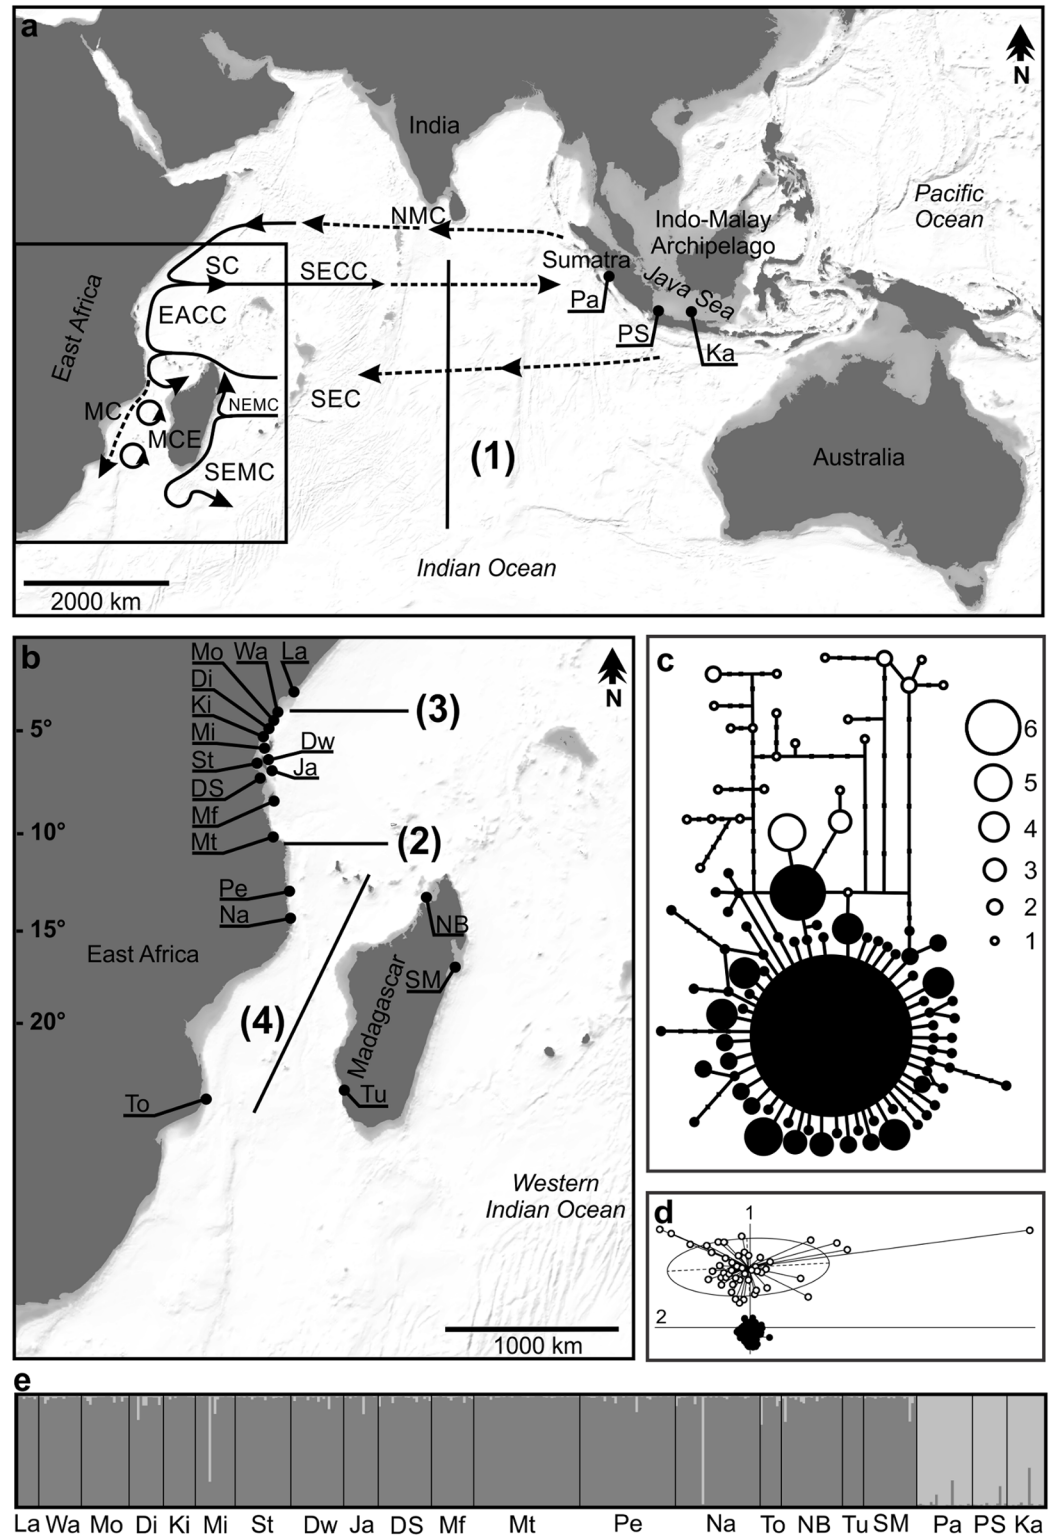 a
N
India
Pacific
Ocean
NMC
Indo-Malay
Archipelago
SC
SECC
Sumatra
Java Sea
Pa
East Africa
EACC
PS
Ka
SEC
MC
NEMC
MCE
SEMC
(1)
Australia
Indian Ocean
2000 km
b
N
Mo
Wa
La
Di
Ki
(3)
-5°
Mi
Dw
St
Ja
DS
Mf
-10°
Mt
(2)
Pe
Na
NB
-15°
East Africa
SM
Madagascar
-20°
(4)
Tu
To
Western
Indian Ocean
1000 km
c
6
5
4
3
2
1
d
1
2
e
La Wa Mo Di Ki Mi St Dw Ja DS Mf Mt Pe Na To NB Tu SM Pa PS Ka